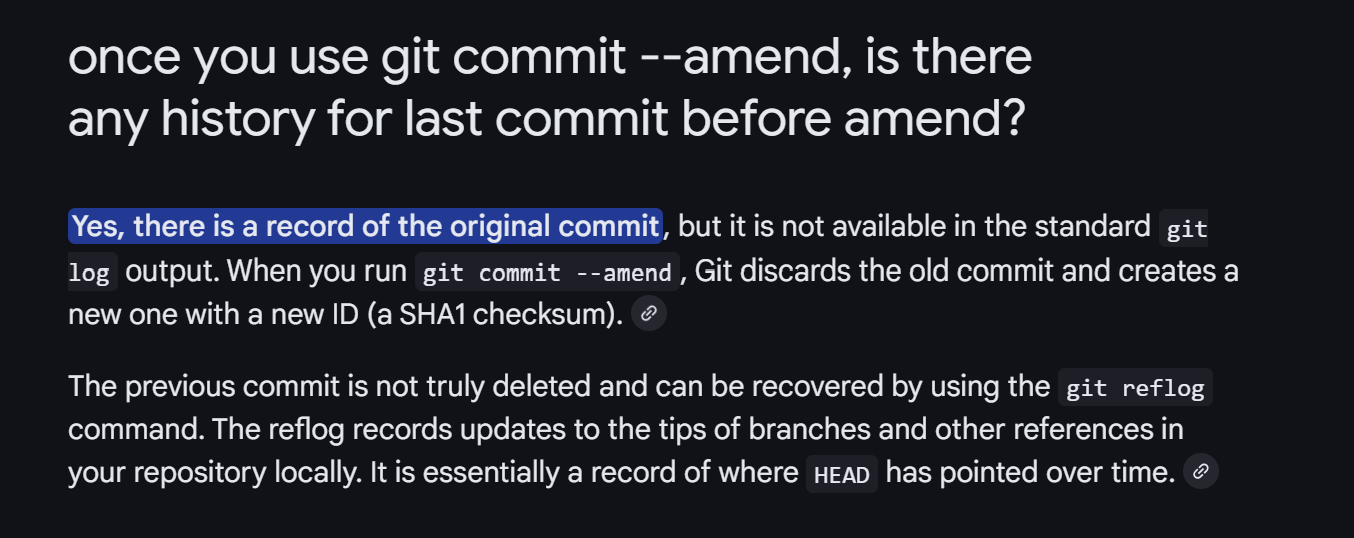 once you use git commit --amend, is there
any history for last commit before amend?
Yes, there is a record of the original commit, but it is not available in the standard git
log output. When you run git commit --amend, Git discards the old commit and creates a
new one with a new ID (a SHA1 checksum).
The previous commit is not truly deleted and can be recovered by using the git reflog
command. The reflog records updates to the tips of branches and other references in
your repository locally. It is essentially a record of where HEAD has pointed over time.